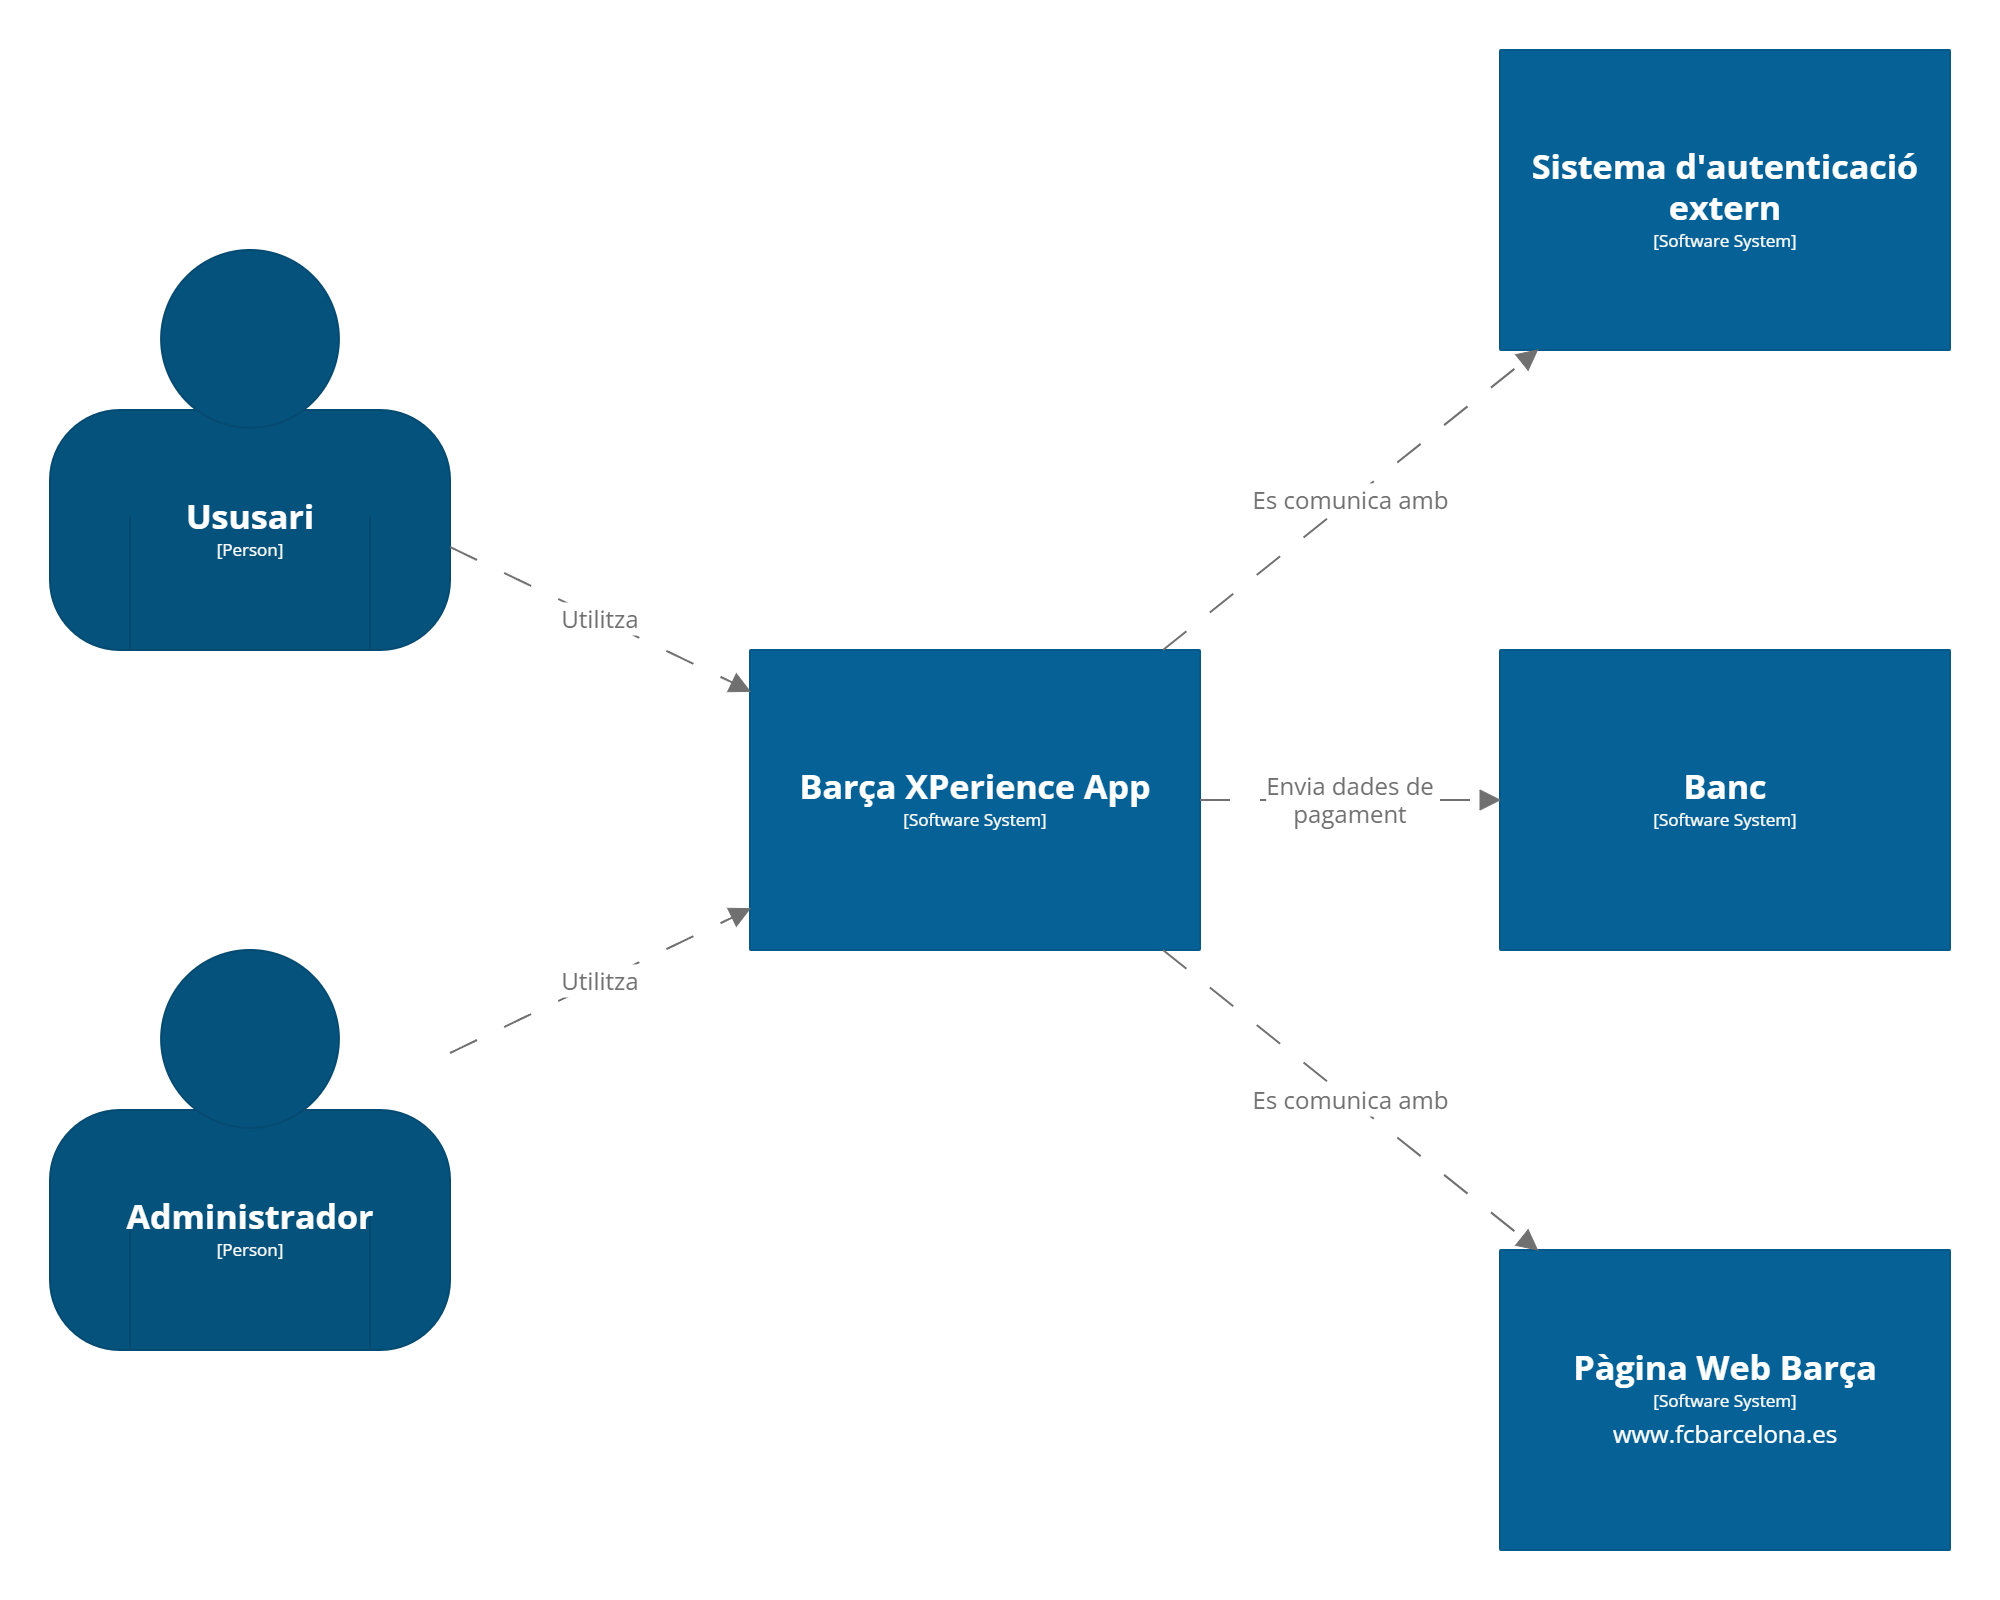 Sistema d'autenticació
extern
[Software System]
Ususari
[Person]
Es comunica amb
Utilitza
Barça XPerience App
[Software System]
Envia dades de
pagament
Banc
[Software System]
Utilitza
Es comunica amb
Administrador
[Person]
Pàgina Web Barça
[Software System]
www.fcbarcelona.es